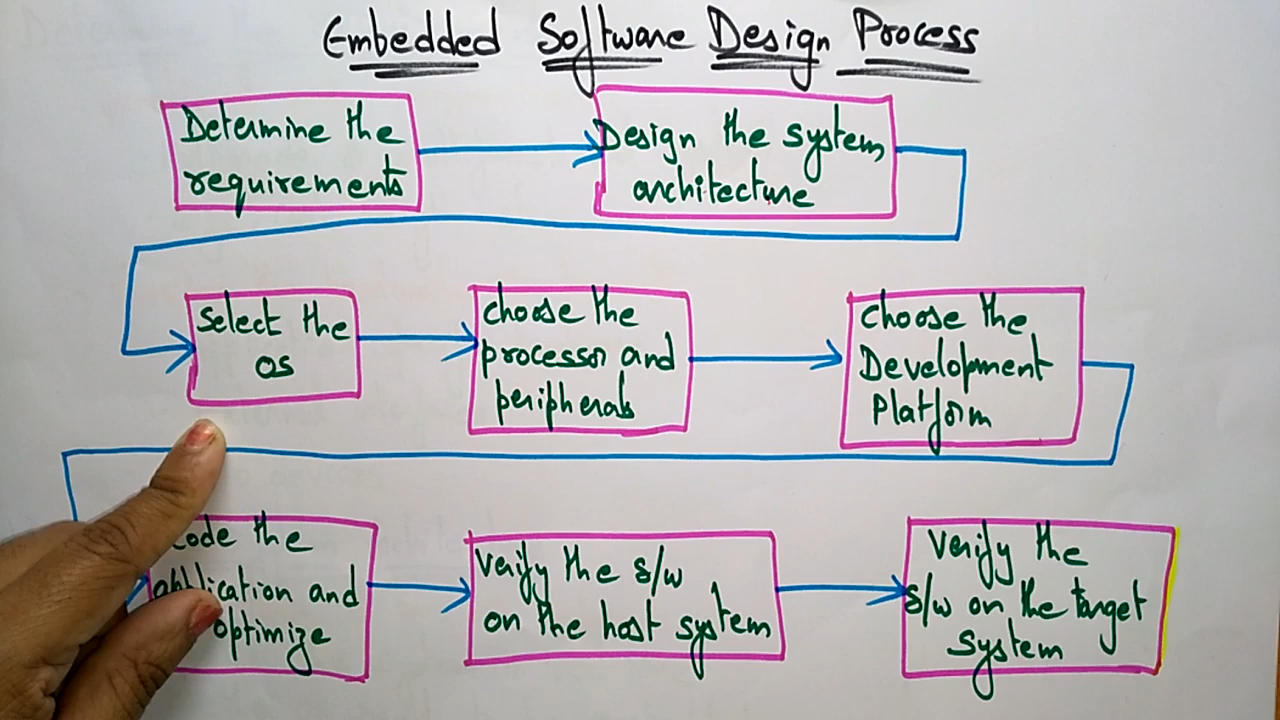 Embedded Software Design Process
Determine the
requirements
Design the system
architecture
Select the
OS
choose the
processor and
peripherals
choose the
Development
Platform
code the
application and
optimize
Verify the s/w
on the host system
Verify the
s/w on the target
system